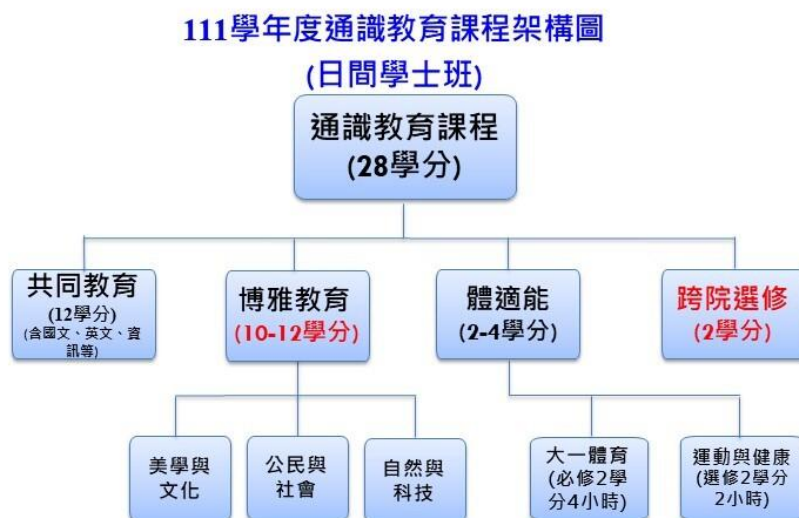 111學年度通識教育課程架構圖
(日間學士班)
通識教育課程
(28學分)
共同教育
(12學分)
(含國文、英文、資
訊等)
博雅教育
(10-12學分)
體適能
(2-4學分)
跨院選修
(2學分)
美學與
文化
公民與
社會
自然與
科技
大一體育
(必修2學
分4小時)
運動與健康
(選修2學分
2小時)